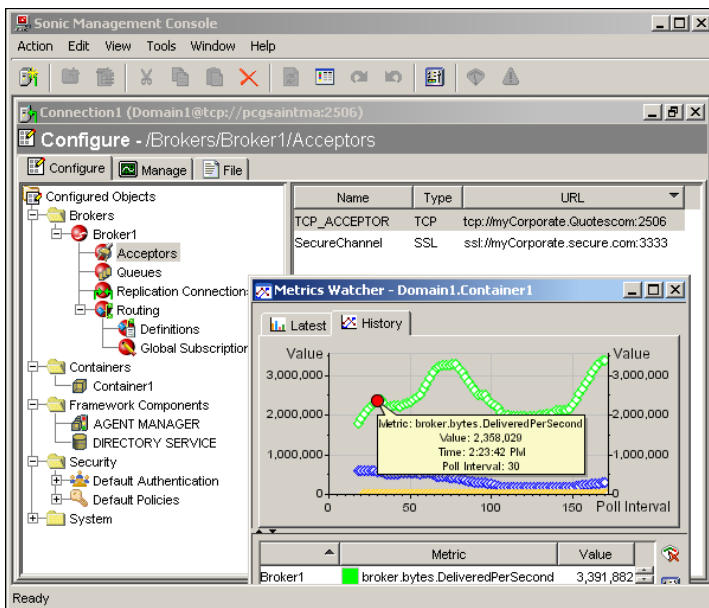 Sonic Management Console
Action Edit View Tools Window Help
Connection1 (Domain1@tcp://pcgsaintma:2506)
Configure - /Brokers/Broker1/Acceptors
Configure Manage File
Configured Objects
Brokers
Broker1
Acceptors
Queues
Replication Connection
Routing
Definitions
Global Subscription
Containers
Container1
Framework Components
AGENT MANAGER
DIRECTORY SERVICE
Security
Default Authentication
Default Policies
System
Name Type URL
TCP_ACCEPTOR TCP tcp://myCorporate.Quotescom:2506
SecureChannel SSL ssl://myCorporate.secure.com:3333
Metrics Watcher - Domain1.Container1
Latest History
Value Value
3,000,000 3,000,000
2,000,000 2,000,000
1,000,000 1,000,000
0 0
0 50 100 150 Poll Interval
Metric: broker.bytes.DeliveredPerSecond
Value: 2,358,029
Time: 2:23:42 PM
Poll Interval: 30
Metric Value
Broker1 broker.bytes.DeliveredPerSecond 3,391,882
Ready